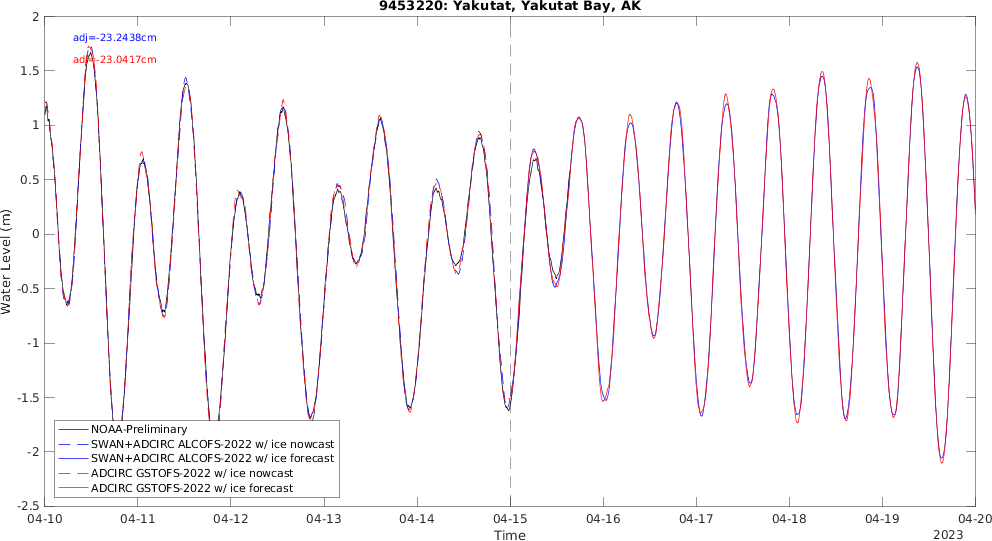 9453220: Yakutat, Yakutat Bay, AK
adj=-23.2438cm
adj=-23.0417cm
Water Level (m)
2
1.5
1
0.5
0
-0.5
-1
-1.5
-2
-2.5
NOAA-Preliminary
SWAN+ADCIRC ALCOFS-2022 w/ ice nowcast
SWAN+ADCIRC ALCOFS-2022 w/ ice forecast
ADCIRC GSTOFS-2022 w/ ice nowcast
ADCIRC GSTOFS-2022 w/ ice forecast
04-10 04-11 04-12 04-13 04-14 04-15 04-16 04-17 04-18 04-19 04-20
Time
2023